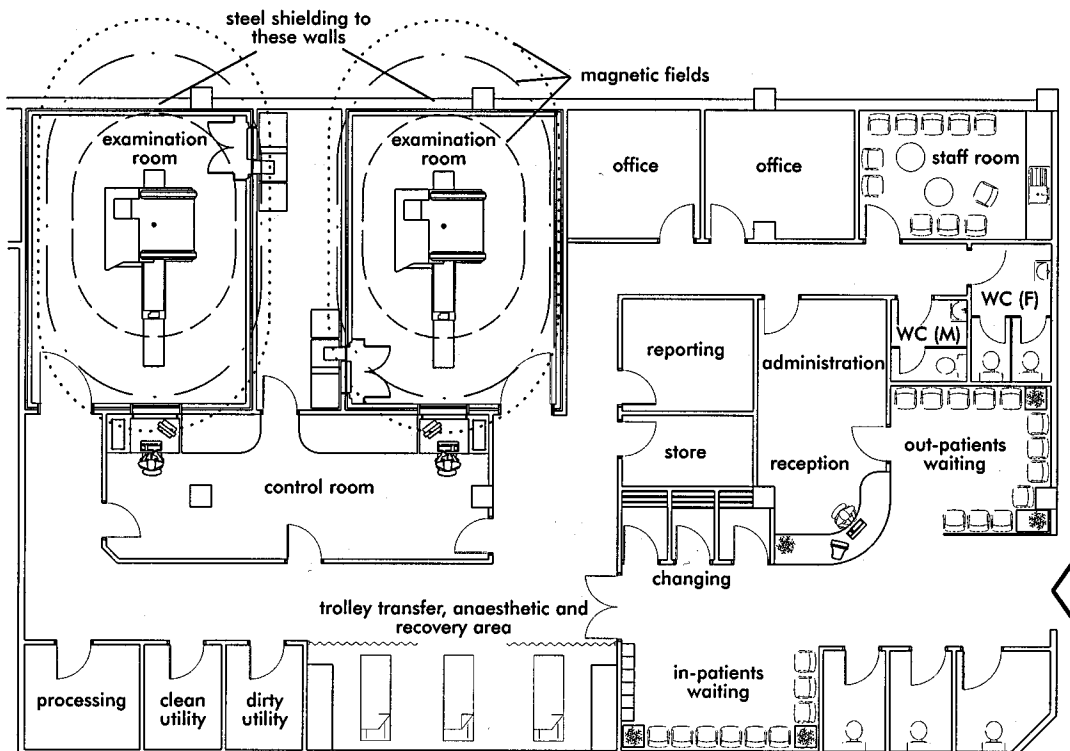 steel shielding to
these walls
magnetic fields
examination
room
examination
room
office
office
staff room
WC (F)
WC (M)
reporting
administration
store
reception
out-patients
waiting
control room
changing
trolley transfer, anaesthetic and
recovery area
in-patients
waiting
processing
clean
utility
dirty
utility